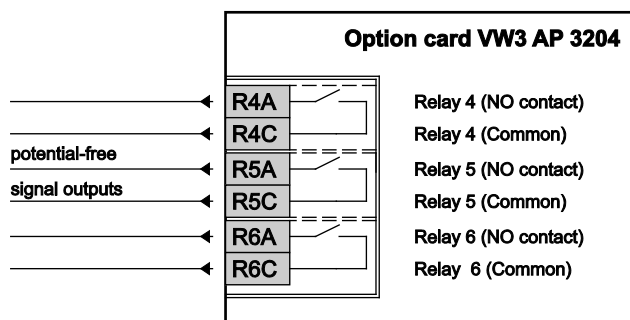 Option card VW3 AP 3204
R4A Relay 4 (NO contact)
R4C Relay 4 (Common)
potential-free
R5A Relay 5 (NO contact)
signal outputs
R5C Relay 5 (Common)
R6A Relay 6 (NO contact)
R6C Relay 6 (Common)